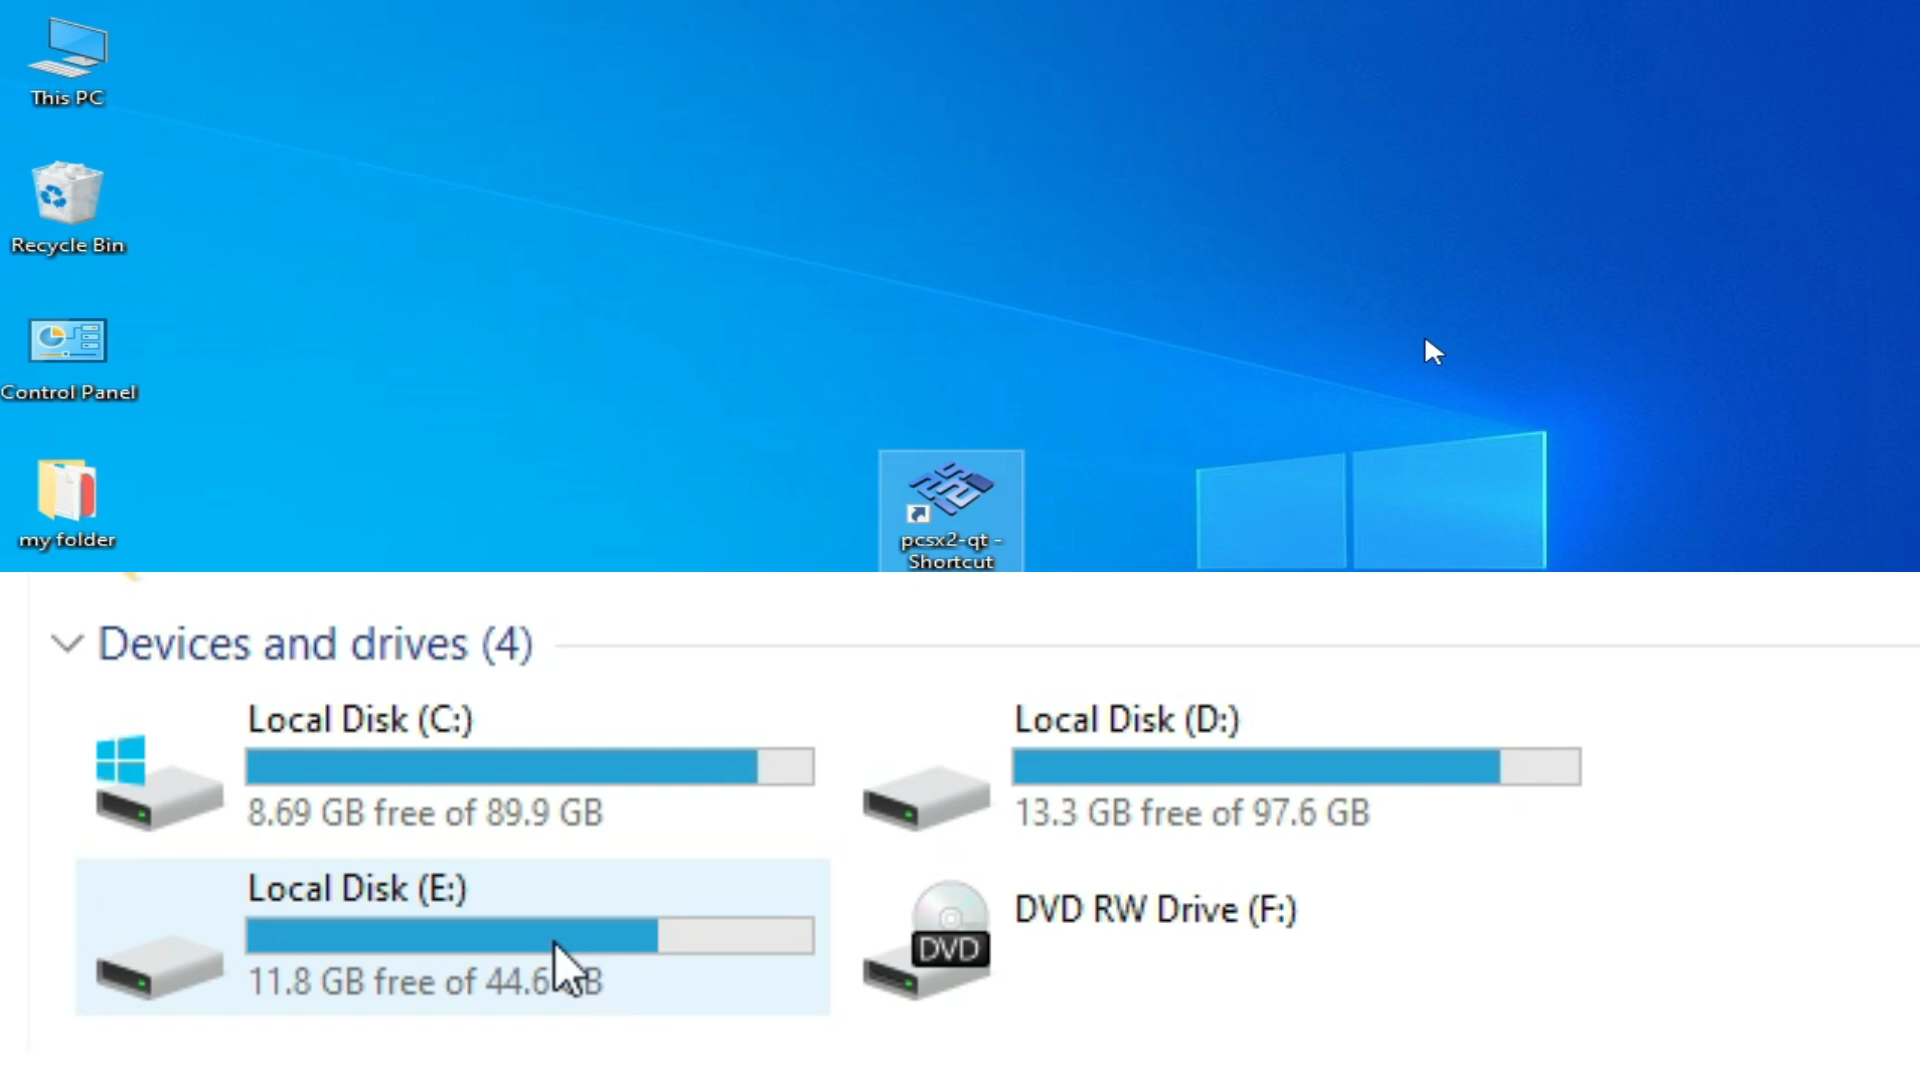 This PC
Recycle Bin
Control Panel
my folder
pcsx2-qt -
Shortcut
Devices and drives (4)
Local Disk (C:)
8.69 GB free of 89.9 GB
Local Disk (D:)
13.3 GB free of 97.6 GB
Local Disk (E:)
11.8 GB free of 44.6
DVD RW Drive (F:)
DVD